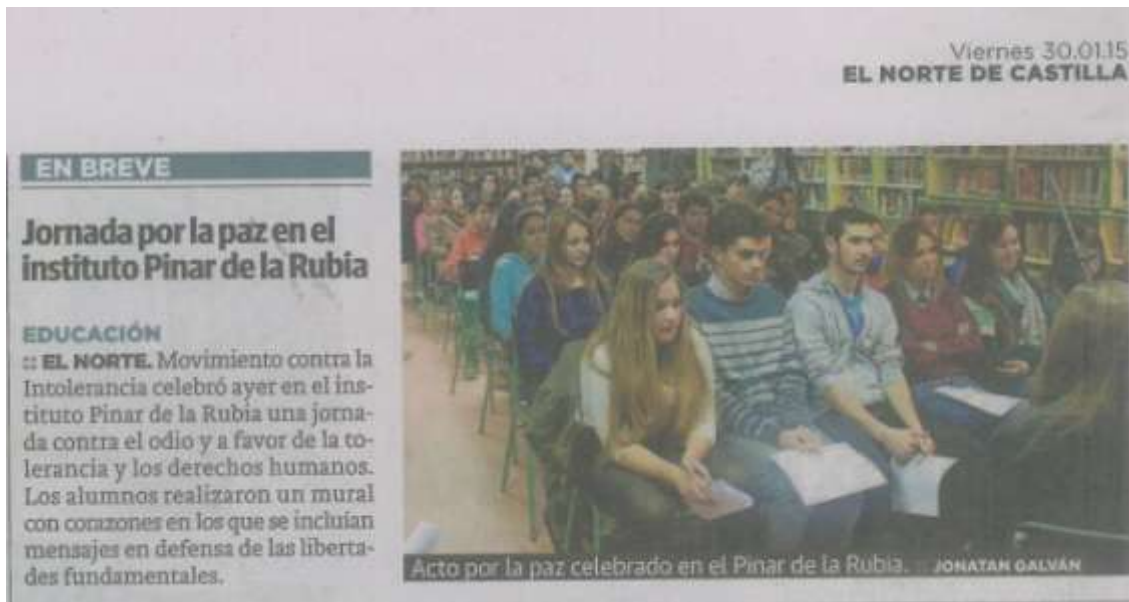 Viernes 30.01.15
EL NORTE DE CASTILLA
EN BREVE
Jornada por la paz en el
instituto Pinar de la Rubia
EDUCACIÓN
:: EL NORTE. Movimiento contra la
Intolerancia celebró ayer en el ins-
tituto Pinar de la Rubia una jorna-
da contra el odio y a favor de la to-
lerancia y los derechos humanos.
Los alumnos realizaron un mural
con corazones en los que se incluían
mensajes en defensa de las liberta-
des fundamentales.
Acto por la paz celebrado en el Pinar de la Rubia. :: JONATAN GALVÁN